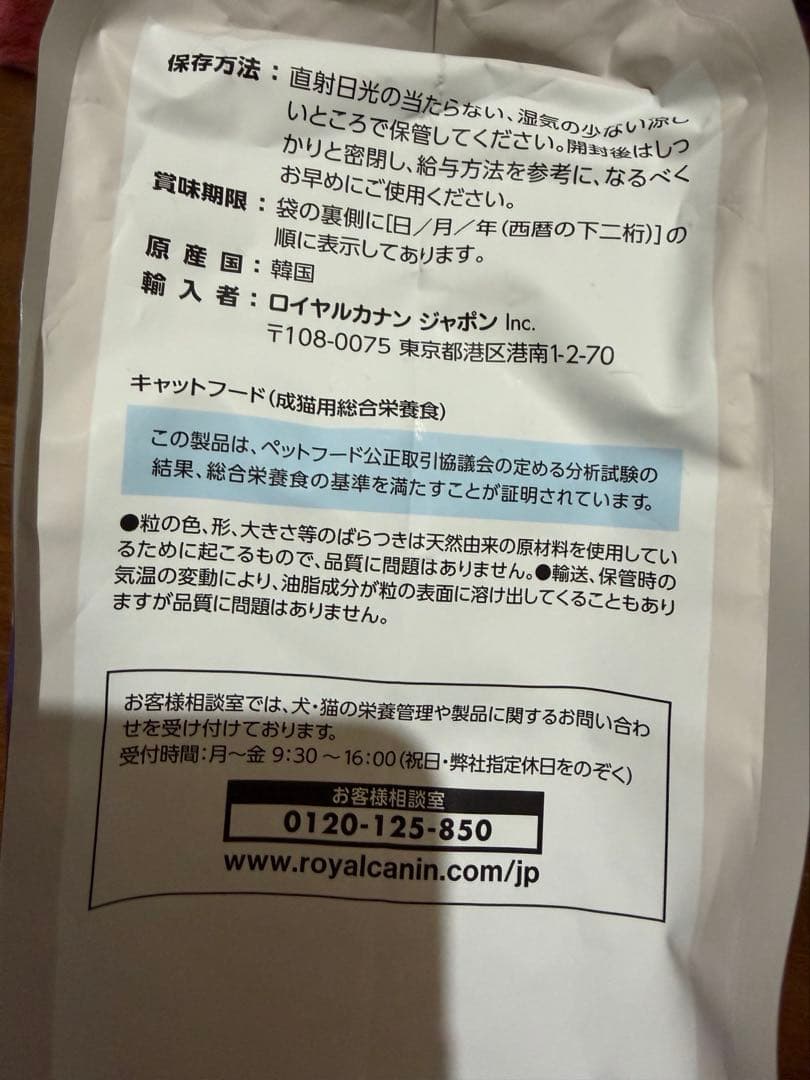 保存方法：直射日光の当たらない、湿気の少ない涼し
いところで保管してください。開封後はしっ
かりと密閉し、給与方法を参考に、なるべく
お早めにご使用ください。
賞味期限：袋の裏側に[日／月／年（西暦の下二桁）]の
順に表示してあります。
原産国：韓国
輸入者：ロイヤルカナン ジャポン Inc.
〒108-0075 東京都港区港南1-2-70
キャットフード（成猫用総合栄養食）
この製品は、ペットフード公正取引協議会の定める分析試験の
結果、総合栄養食の基準を満たすことが証明されています。
●粒の色、形、大きさ等のばらつきは天然由来の原材料を使用してい
るために起こるもので、品質に問題はありません。●輸送、保管時の
気温の変動により、油脂成分が粒の表面に溶け出してくることもあり
ますが品質に問題はありません。
お客様相談室では、犬・猫の栄養管理や製品に関するお問い合わ
せを受け付けております。
受付時間：月～金 9：30 ～ 16：00（祝日・弊社指定休日をのぞく）
お客様相談室
0120-125-850
www.royalcanin.com/jp